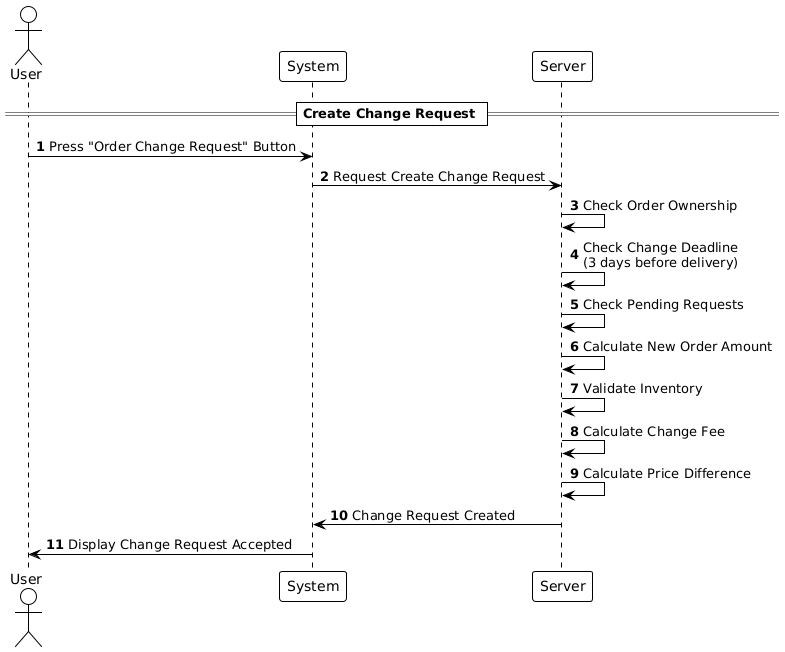 User
System
Server
Create Change Request
1 Press "Order Change Request" Button
2 Request Create Change Request
3 Check Order Ownership
4 Check Change Deadline
(3 days before delivery)
5 Check Pending Requests
6 Calculate New Order Amount
7 Validate Inventory
8 Calculate Change Fee
9 Calculate Price Difference
10 Change Request Created
11 Display Change Request Accepted
User
System
Server